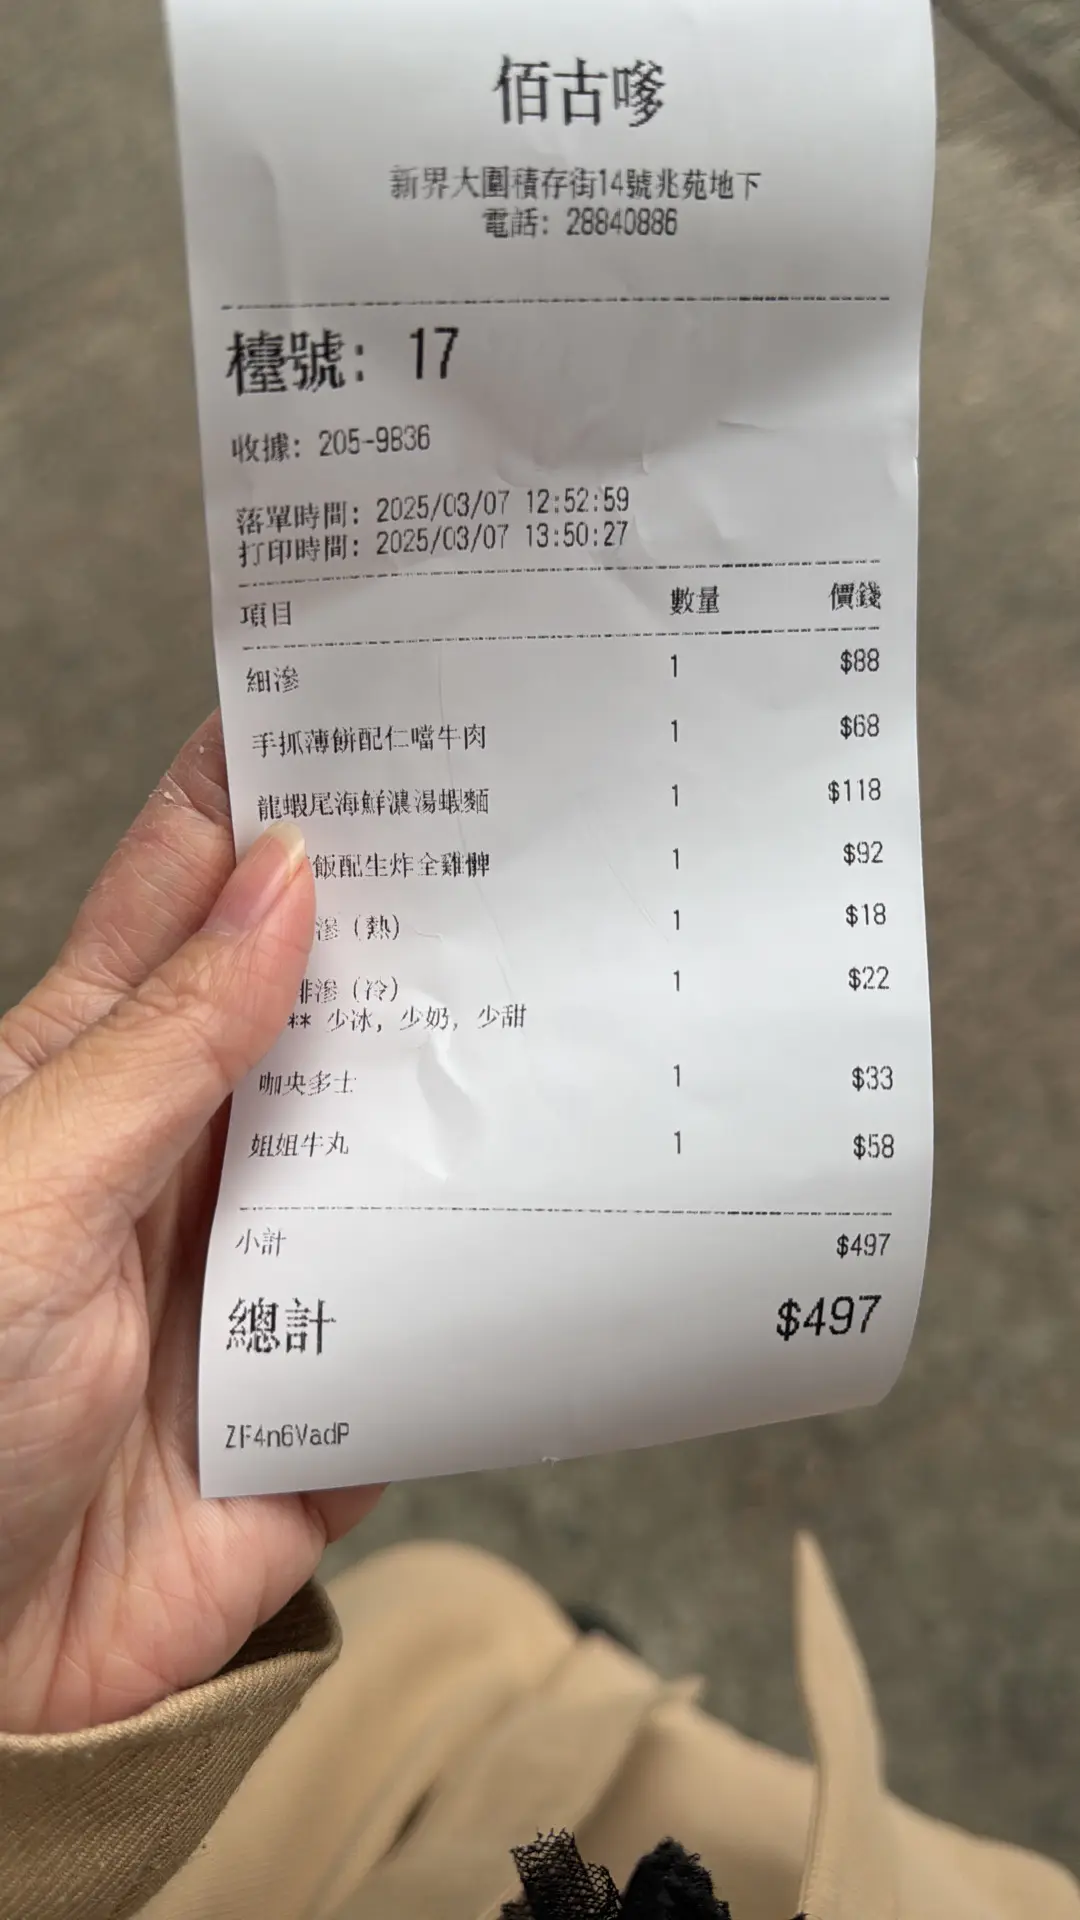 佰古嗲
新界大圍積存街14號兆苑地下
電話: 28840886
檯號: 17
收據: 205-9836
落單時間: 2025/03/07 12:52:59
打印時間: 2025/03/07 13:50:27
項目 數量 價錢
細滲 1 $88
手抓薄餅配仁噹牛肉 1 $68
龍蝦尾海鮮濃湯蝦麵 1 $118
飯配生炸全雞髀 1 $92
滲 (熱) 1 $18
啡滲 (冷) 1 $22
** 少冰, 少奶, 少甜
咖央多士 1 $33
姐姐牛丸 1 $58
小計 $497
總計 $497
ZF4n6VadP